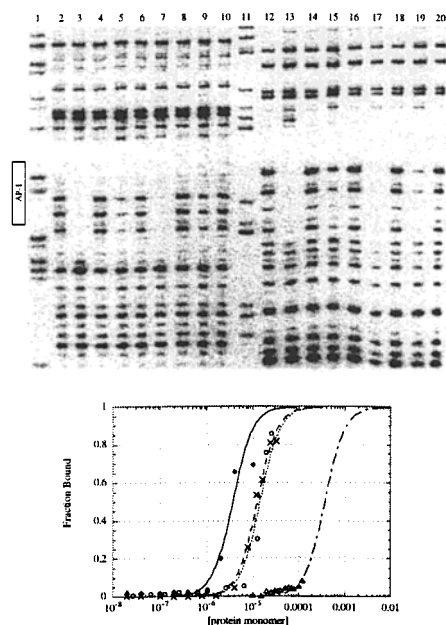 1 2 3 4 5 6 7 8 9 10 11 12 13 14 15 16 17 18 19 20
AP-1
1
0.8
0.6
0.4
0.2
0
Fraction Bound
10⁻⁸ 10⁻⁷ 10⁻⁶ 10⁻⁵ 0.0001 0.001 0.01
[protein monomer]